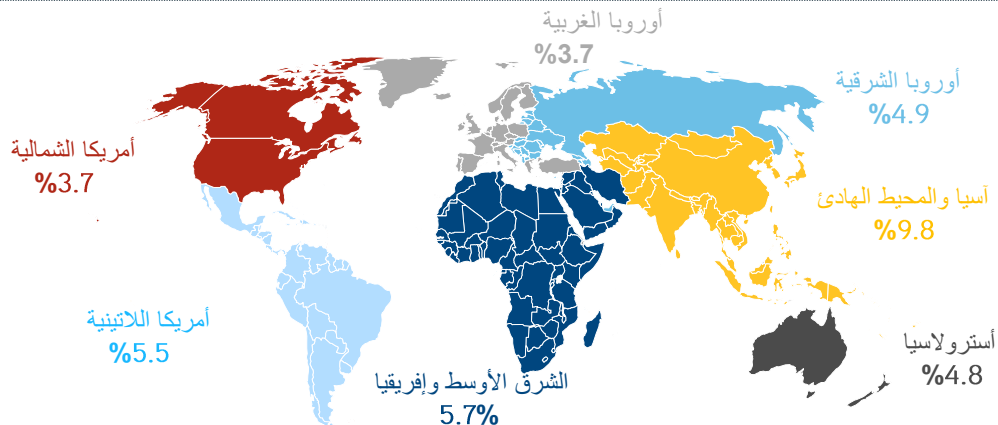 أوروبا الغربية
%3.7
أوروبا الشرقية
%4.9
أمريكا الشمالية
%3.7
آسيا والمحيط الهادئ
%9.8
أمريكا اللاتينية
%5.5
أسترولاسيا
%4.8
الشرق الأوسط وإفريقيا
5.7%